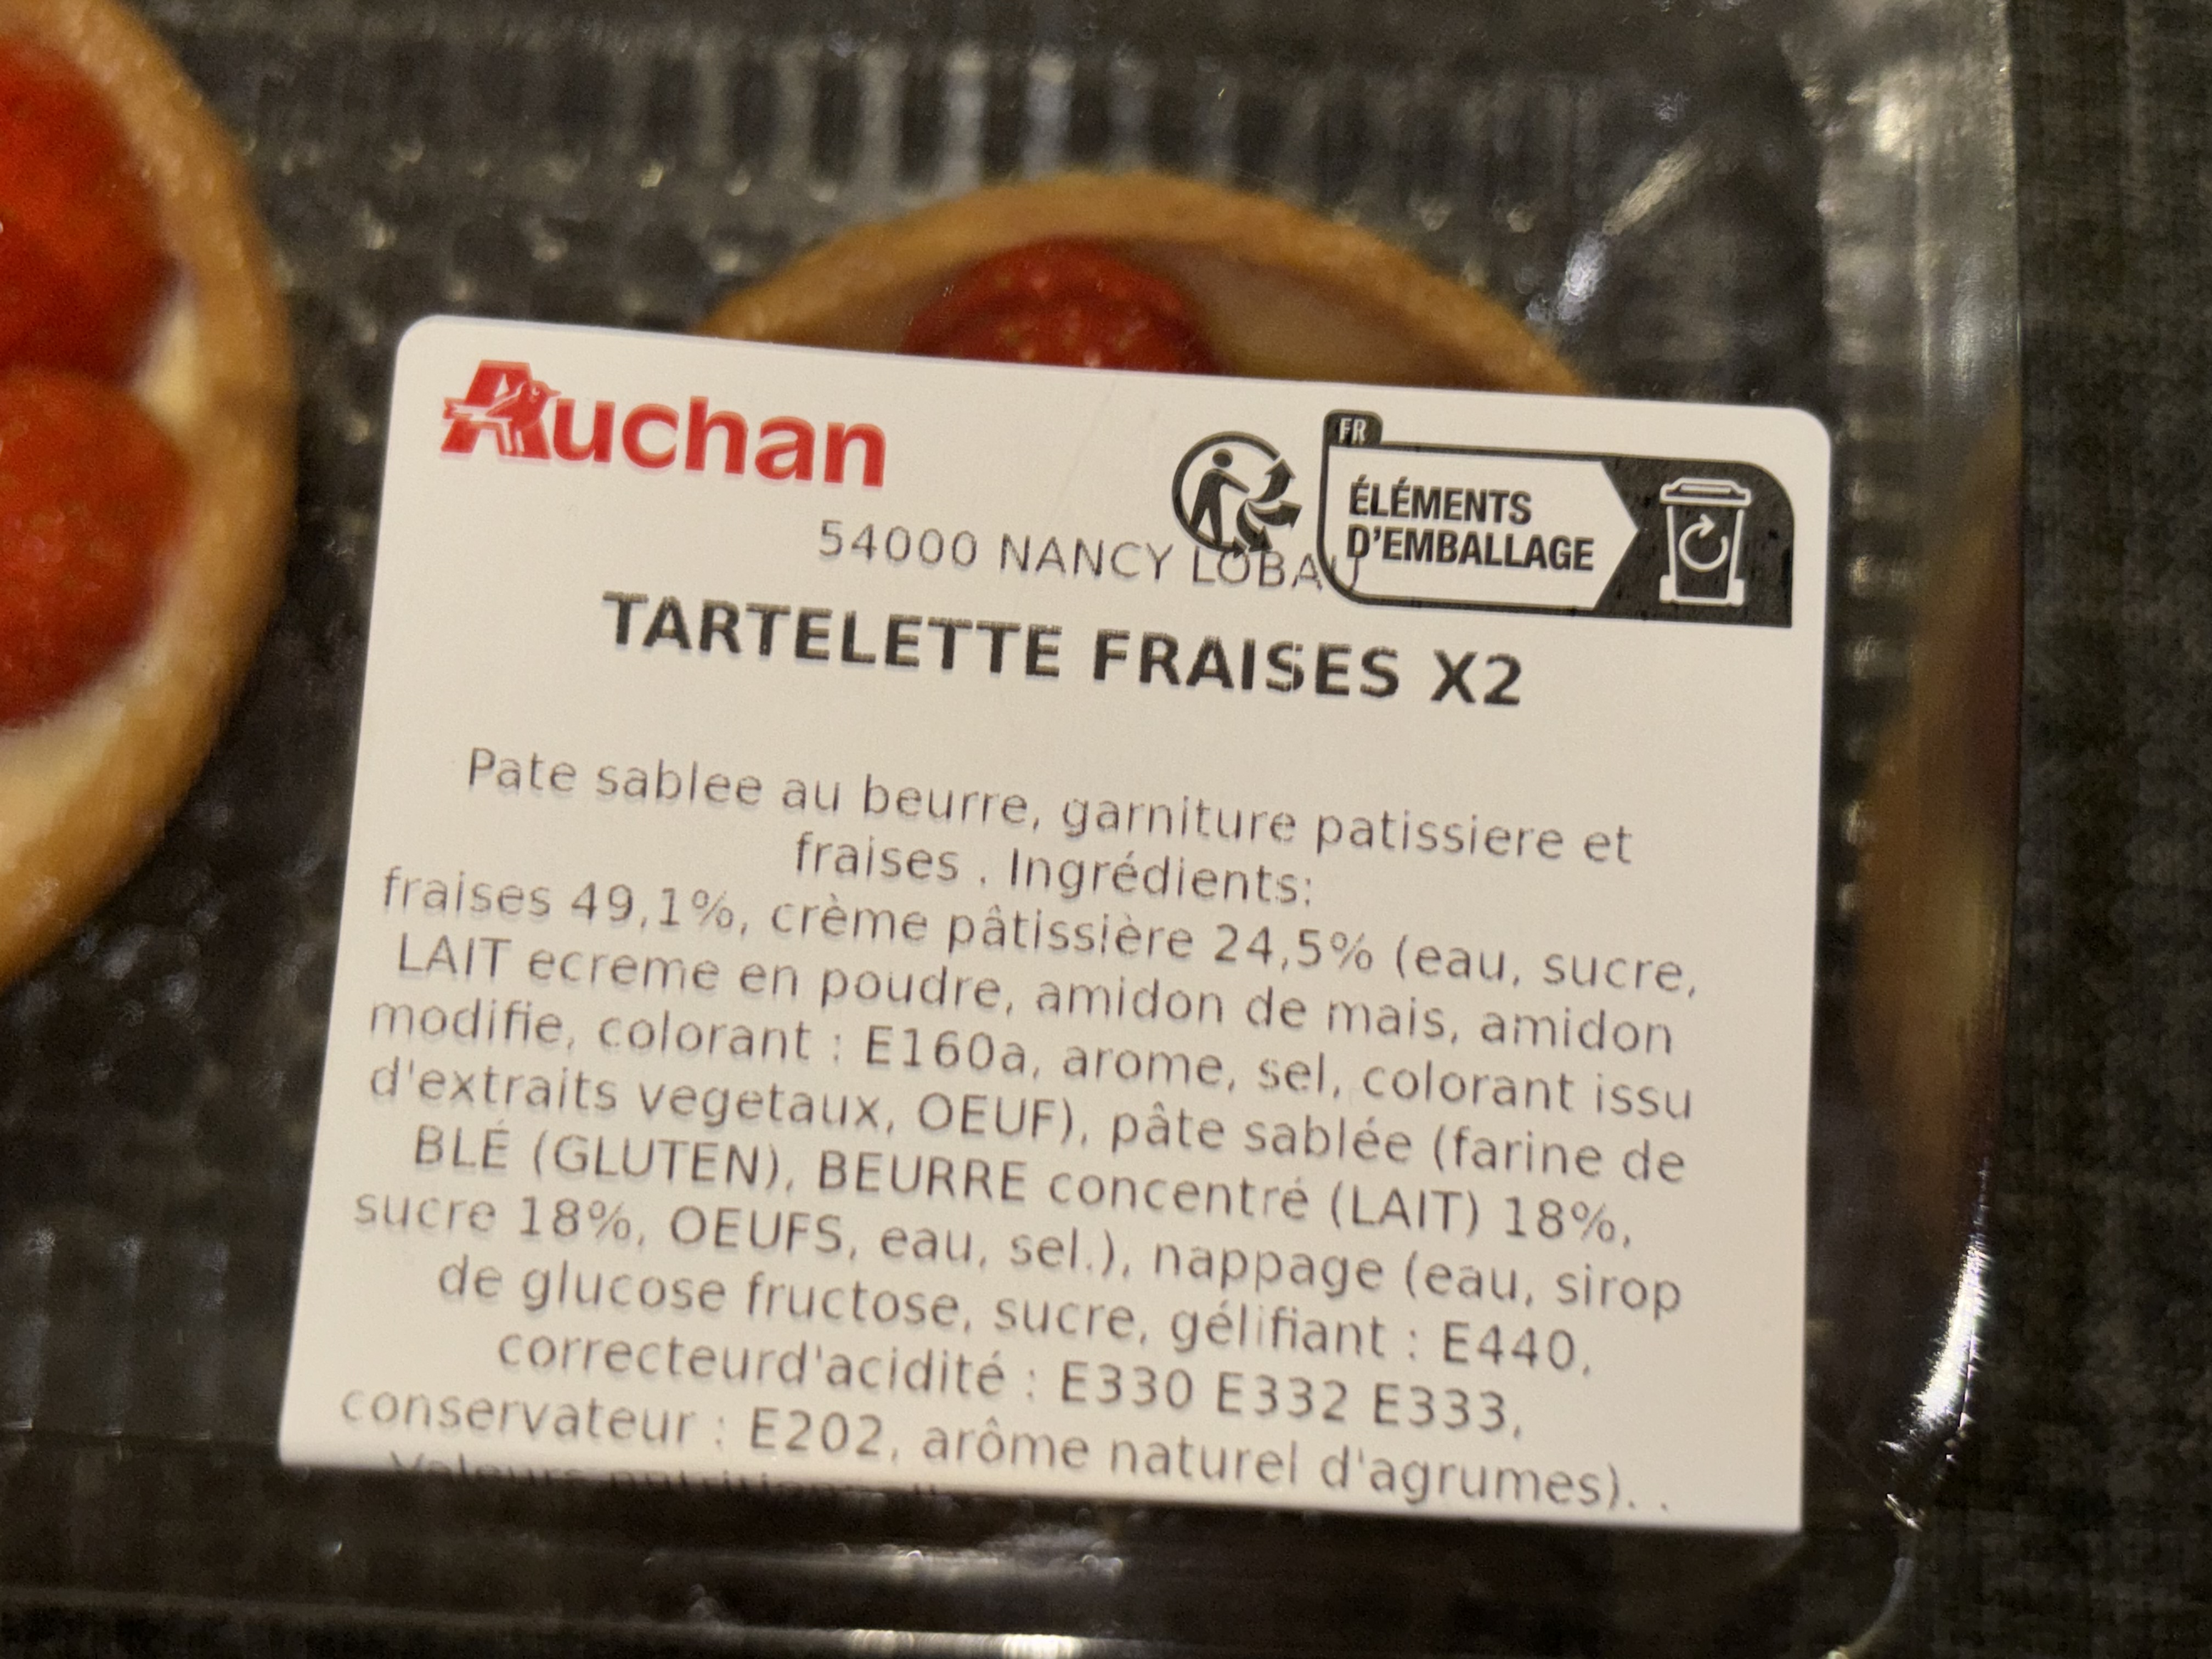 Auchan
FR
ÉLÉMENTS
D'EMBALLAGE
54000 NANCY LOBAU
TARTELETTE FRAISES X2
Pate sablee au beurre, garniture patissiere et
fraises . Ingrédients:
fraises 49,1%, crème pâtissière 24,5% (eau, sucre,
LAIT ecreme en poudre, amidon de mais, amidon
modifie, colorant : E160a, arome, sel, colorant issu
d'extraits vegetaux, OEUF), pâte sablée (farine de
BLÉ (GLUTEN), BEURRE concentré (LAIT) 18%,
sucre 18%, OEUFS, eau, sel.), nappage (eau, sirop
de glucose fructose, sucre, gélifiant : E440,
correcteurd'acidité : E330 E332 E333,
conservateur : E202, arôme naturel d'agrumes). .
Valeurs